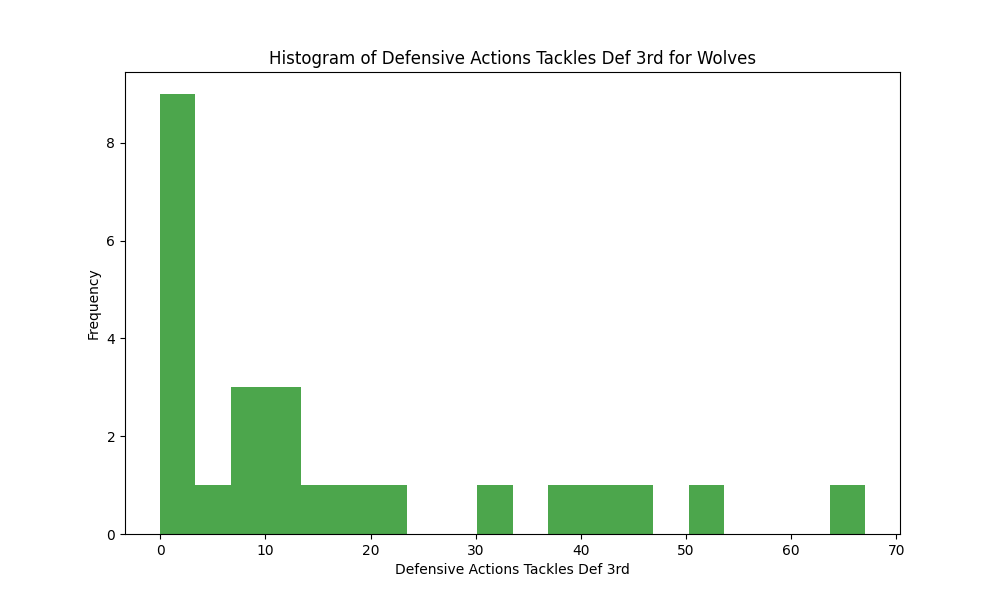 Histogram of Defensive Actions Tackles Def 3rd for Wolves
8
6
4
2
0
Frequency
0 10 20 30 40 50 60 70
Defensive Actions Tackles Def 3rd